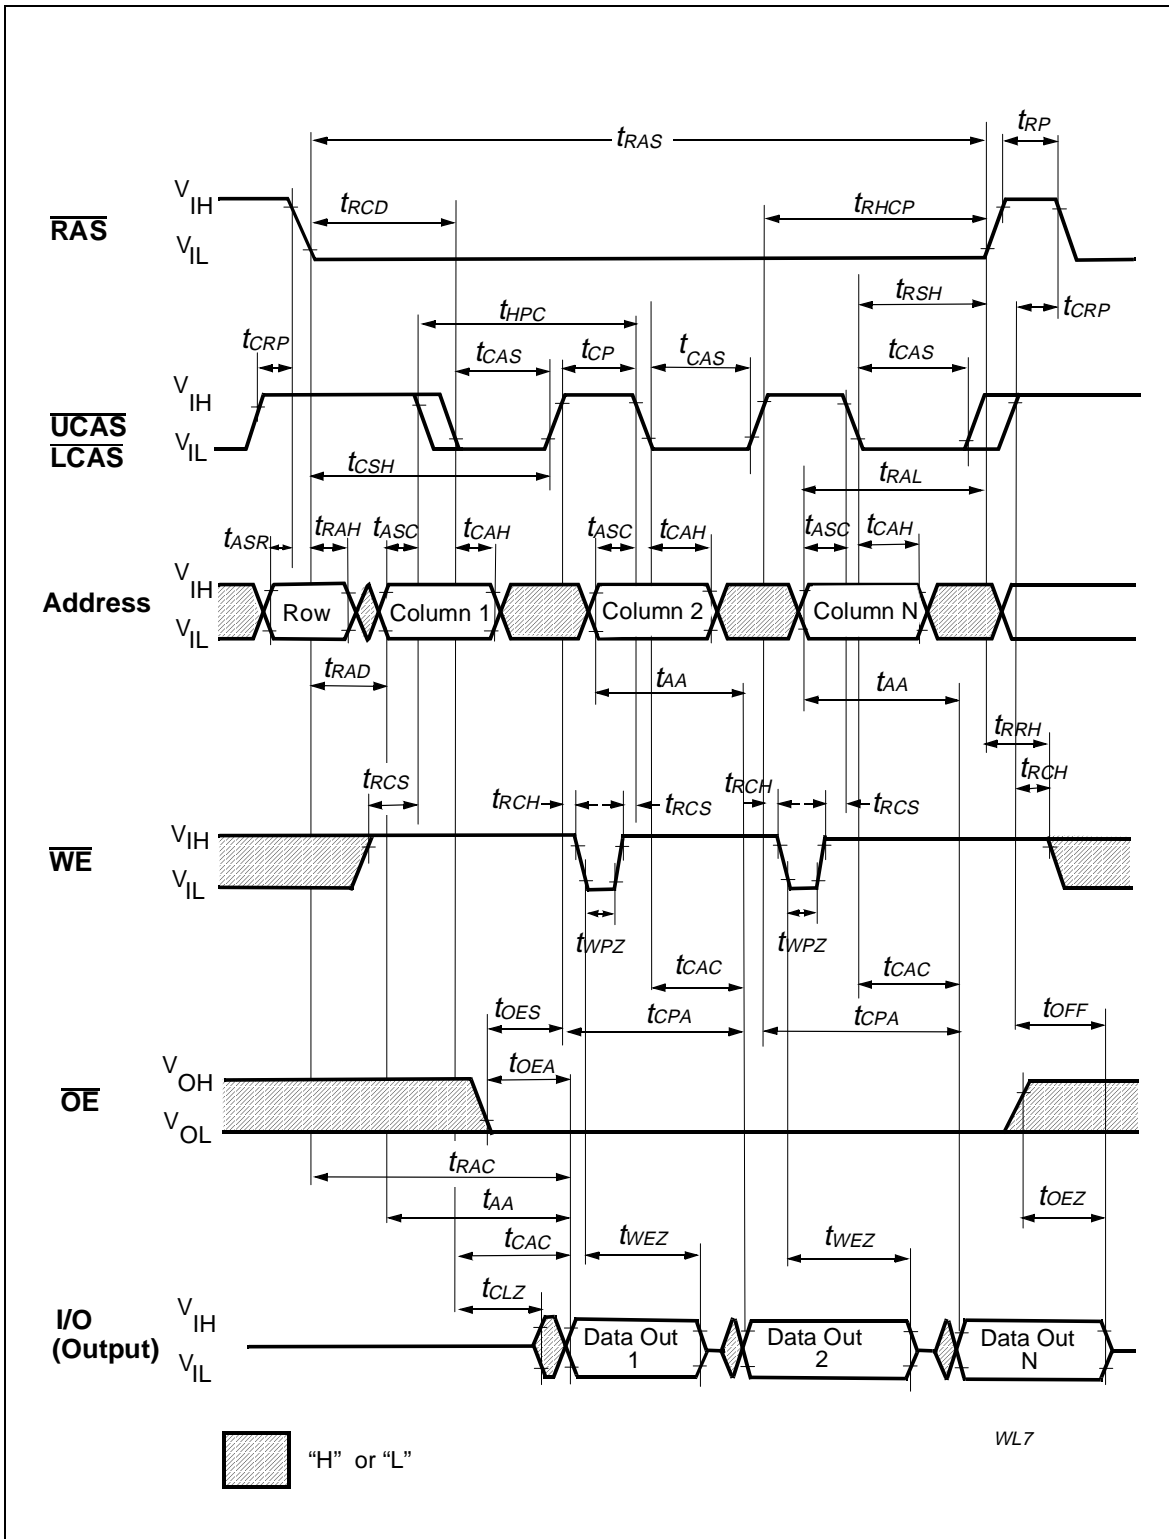 tRAS
tRP
VIH
RAS
VIL
tRCD
tRHCP
tRSH
tCRP
tHPC
tCRP
tCAS
tCP
tCAS
tCAS
VIH
UCAS
LCAS
VIL
tCSH
tRAL
tASR
tRAH
tASC
tCAH
tASC
tCAH
tASC
tCAH
VIH
Address
VIL
Row
Column 1
Column 2
Column N
tRAD
tAA
tAA
tRRH
tRCS
tRCH
tRCS
tRCH
tRCS
tRCH
VIH
WE
VIL
tWPZ
tWPZ
tCAC
tCAC
tOES
tCPA
tCPA
tOFF
tOEA
VOH
OE
VOL
tRAC
tOEZ
tAA
tCAC
tWEZ
tWEZ
tCLZ
VIH
I/O
(Output)
VIL
Data Out
1
Data Out
2
Data Out
N
WL7
“H” or “L”